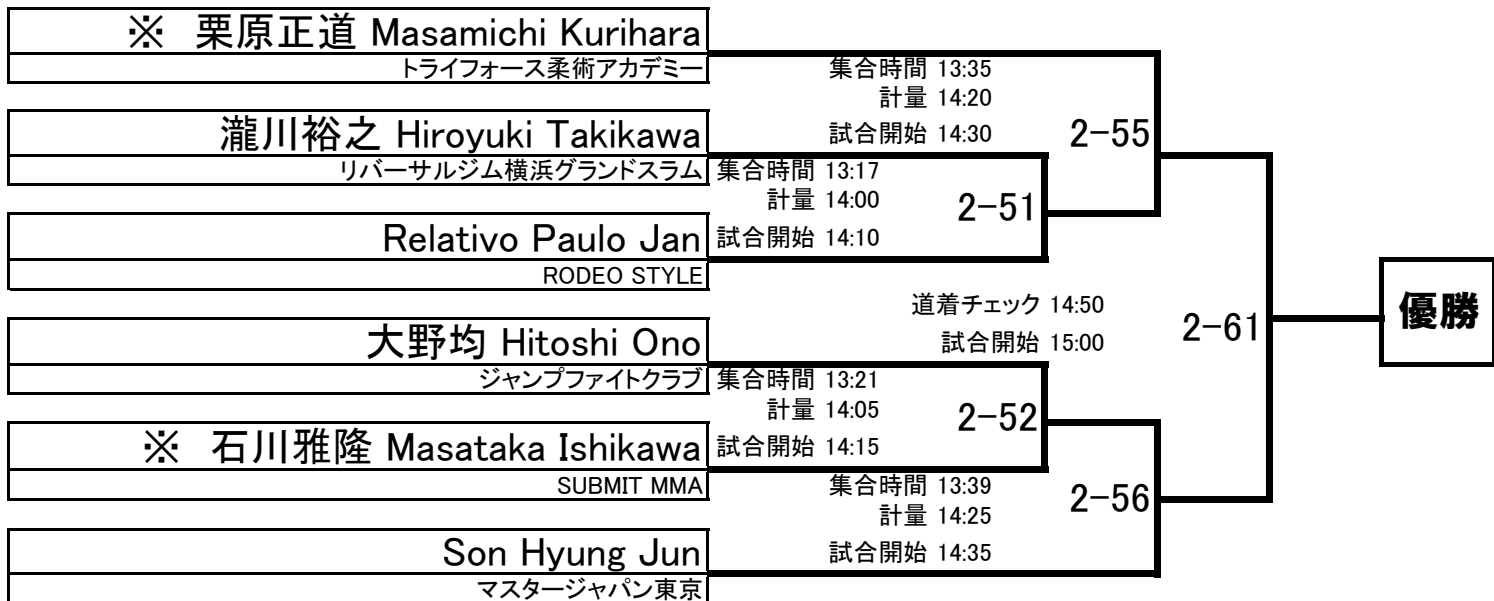 ※ 栗原正道 Masamichi Kurihara
トライフォース柔術アカデミー
集合時間 13:35
計量 14:20
試合開始 14:30
2-55
瀧川裕之 Hiroyuki Takikawa
リバーサルジム横浜グランドスラム
集合時間 13:17
計量 14:00
試合開始 14:10
2-51
Relativo Paulo Jan
RODEO STYLE
道着チェック 14:50
試合開始 15:00
2-61
優勝
大野均 Hitoshi Ono
ジャンプファイトクラブ
集合時間 13:21
計量 14:05
試合開始 14:15
2-52
※ 石川雅隆 Masataka Ishikawa
SUBMIT MMA
集合時間 13:39
計量 14:25
試合開始 14:35
2-56
Son Hyung Jun
マスタージャパン東京